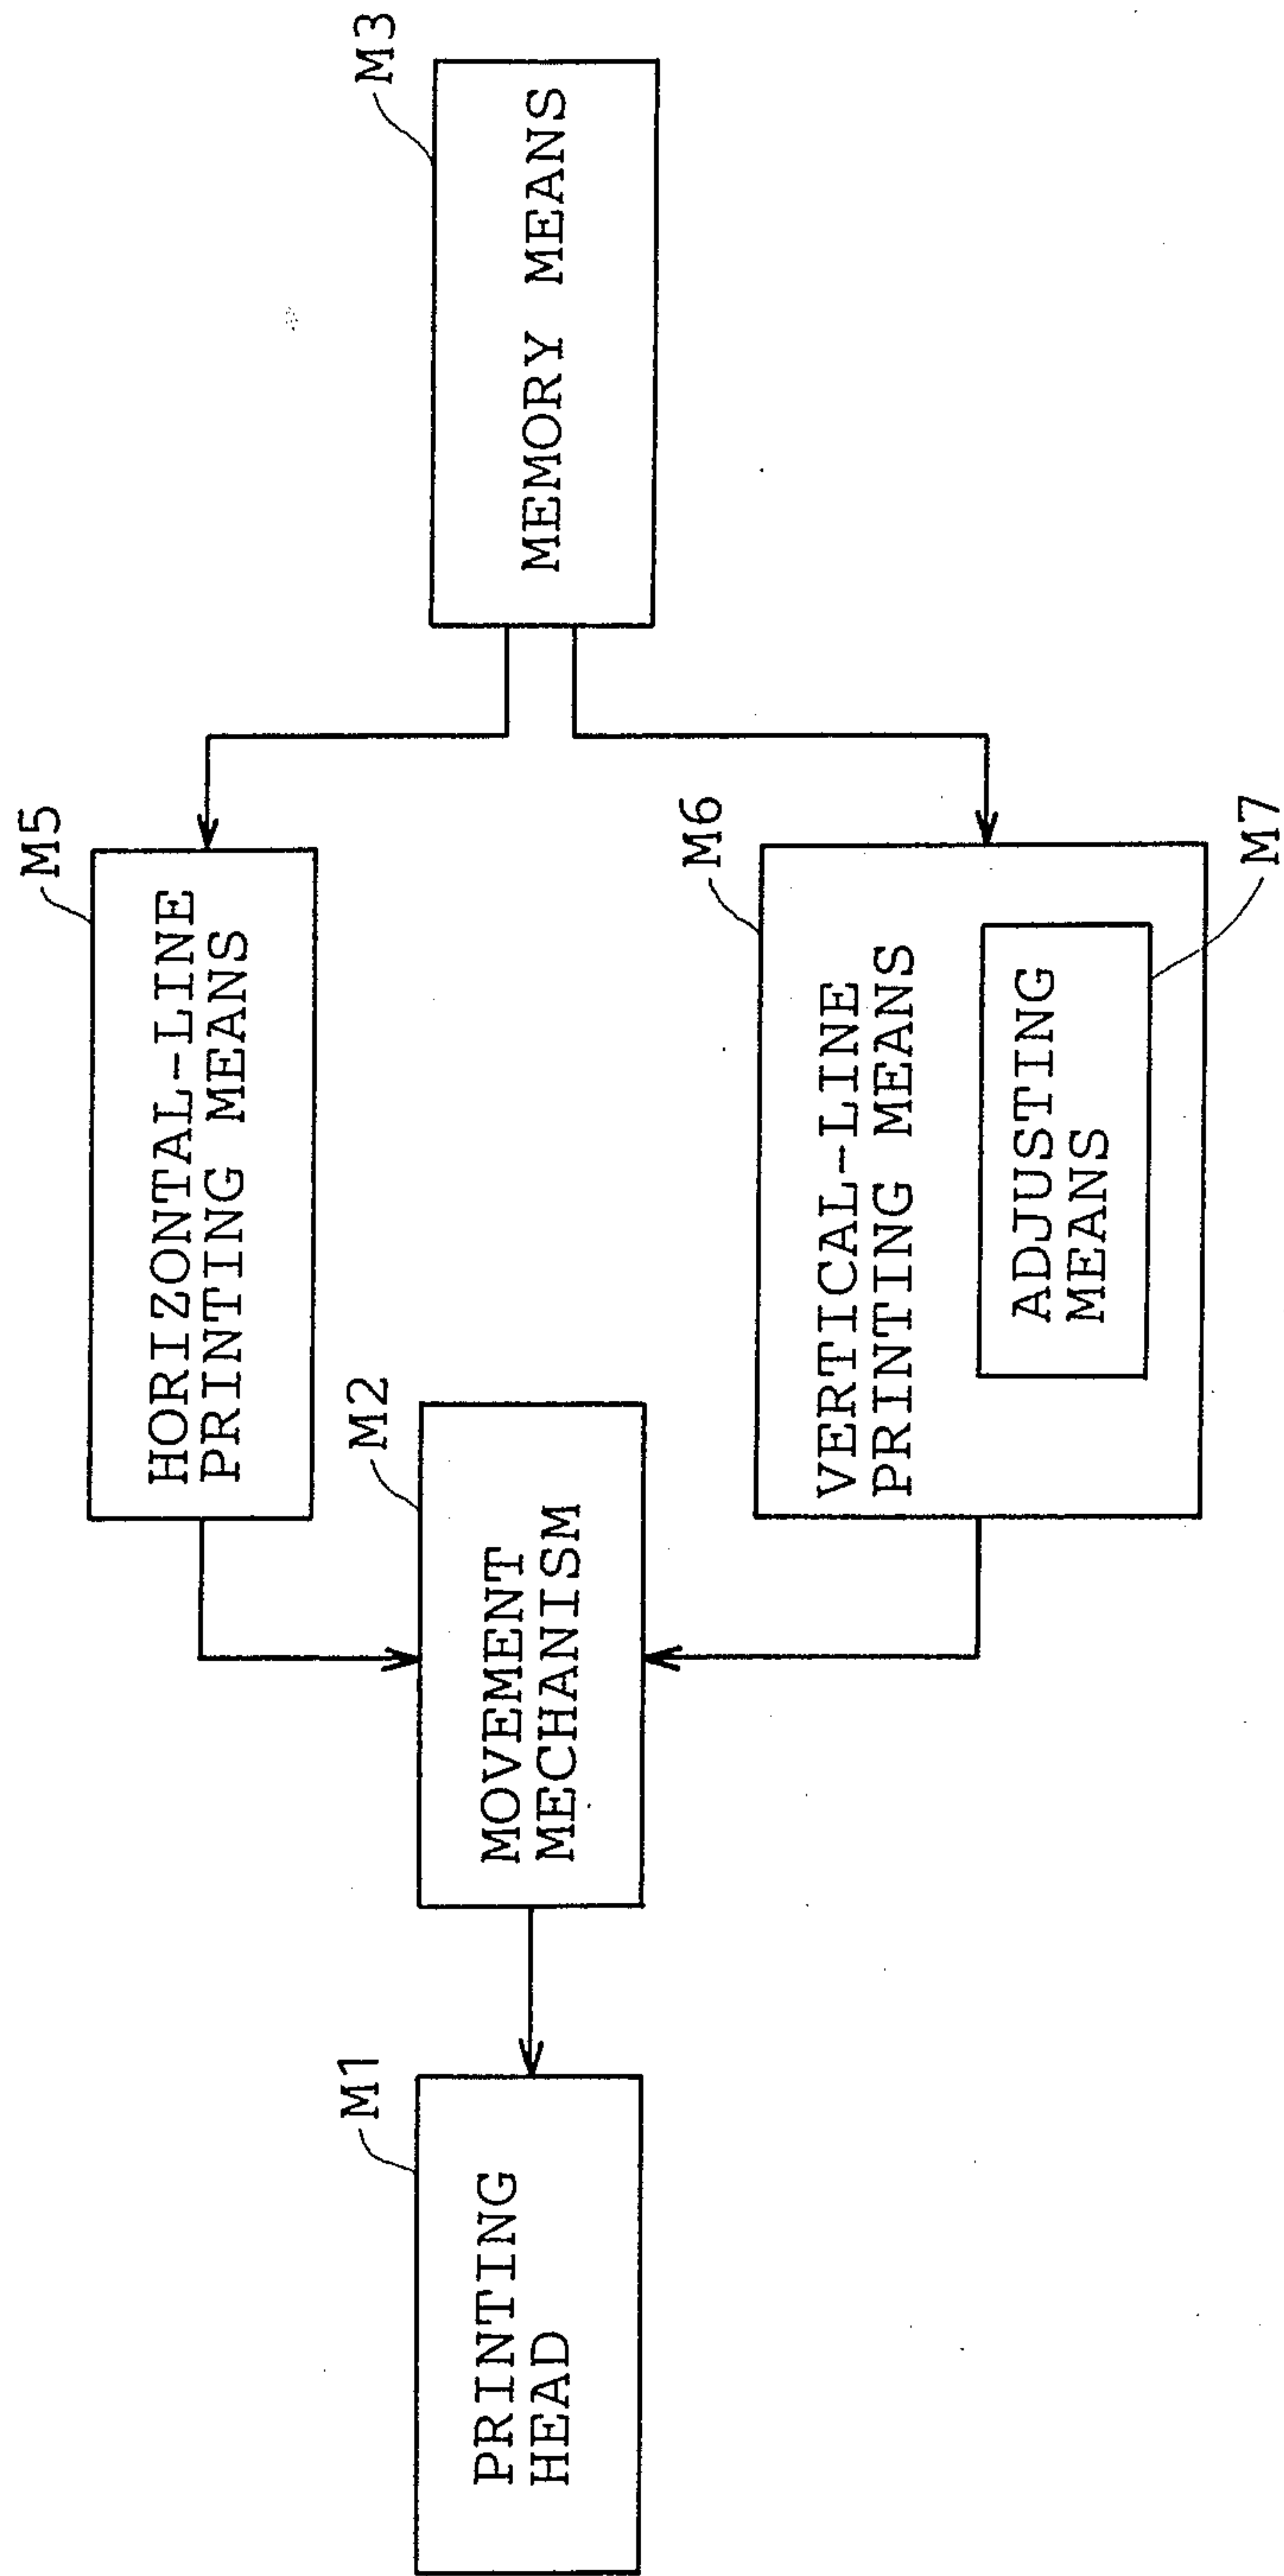 M5
HORIZONTAL-LINE
PRINTING MEANS
M1
PRINTING
HEAD
M2
MOVEMENT
MECHANISM
M3
MEMORY MEANS
M6
VERTICAL-LINE
PRINTING MEANS
ADJUSTING
MEANS
M7